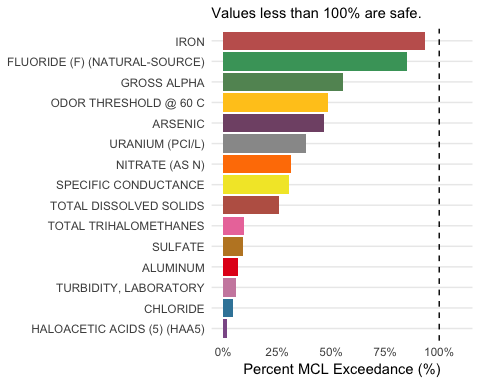 Values less than 100% are safe.
IRON
FLUORIDE (F) (NATURAL-SOURCE)
GROSS ALPHA
ODOR THRESHOLD @ 60 C
ARSENIC
URANIUM (PCI/L)
NITRATE (AS N)
SPECIFIC CONDUCTANCE
TOTAL DISSOLVED SOLIDS
TOTAL TRIHALOMETHANES
SULFATE
ALUMINUM
TURBIDITY, LABORATORY
CHLORIDE
HALOACETIC ACIDS (5) (HAA5)
0% 25% 50% 75% 100%
Percent MCL Exceedance (%)